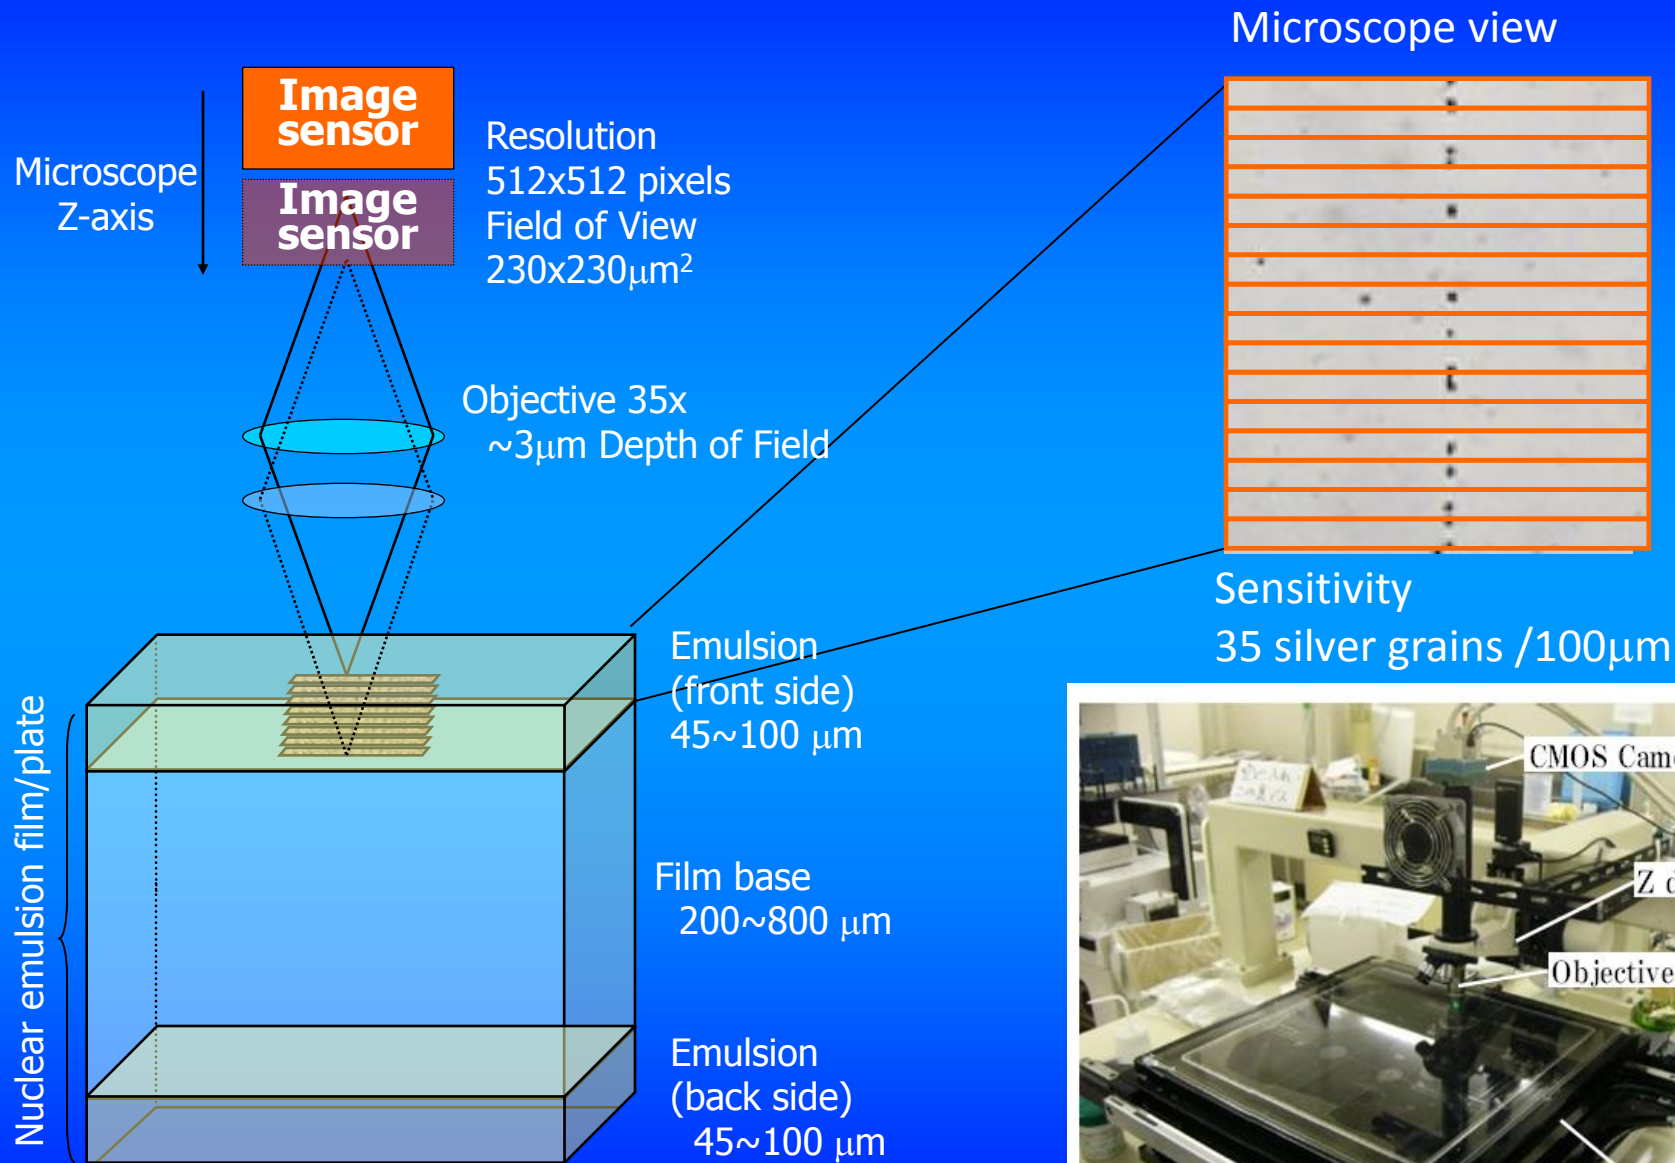 Microscope view
Image
sensor
Image
sensor
Microscope
Z-axis
Resolution
512x512 pixels
Field of View
230x230μm²
Objective 35x
~3μm Depth of Field
Sensitivity
35 silver grains /100μm
Emulsion
(front side)
45~100 μm
Film base
200~800 μm
Emulsion
(back side)
45~100 μm
Nuclear emulsion film/plate
CMOS Came
Z d
Objective